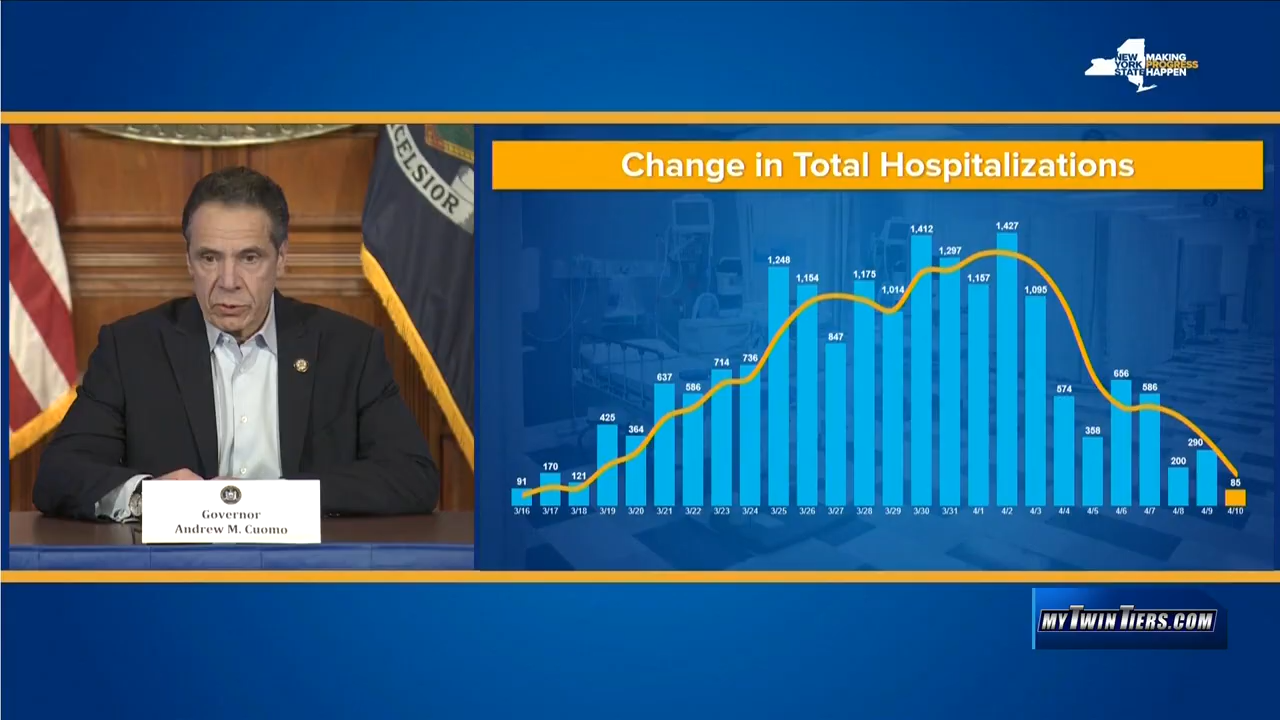 NEW
YORK
STATE
MAKING
PROGRESS
HAPPEN
CELSIOR
Change in Total Hospitalizations
91
170
121
425
364
637
586
714
736
1,248
1,154
847
1,175
1,014
1,412
1,297
1,157
1,427
1,095
574
358
656
586
200
290
85
3/16 3/17 3/18 3/19 3/20 3/21 3/22 3/23 3/24 3/25 3/26 3/27 3/28 3/29 3/30 3/31 4/1 4/2 4/3 4/4 4/5 4/6 4/7 4/8 4/9 4/10
Governor
Andrew M. Cuomo
MYTWINTIERS.COM